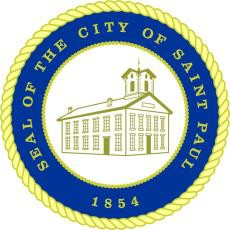 SEAL OF THE CITY OF SAINT PAUL
1854